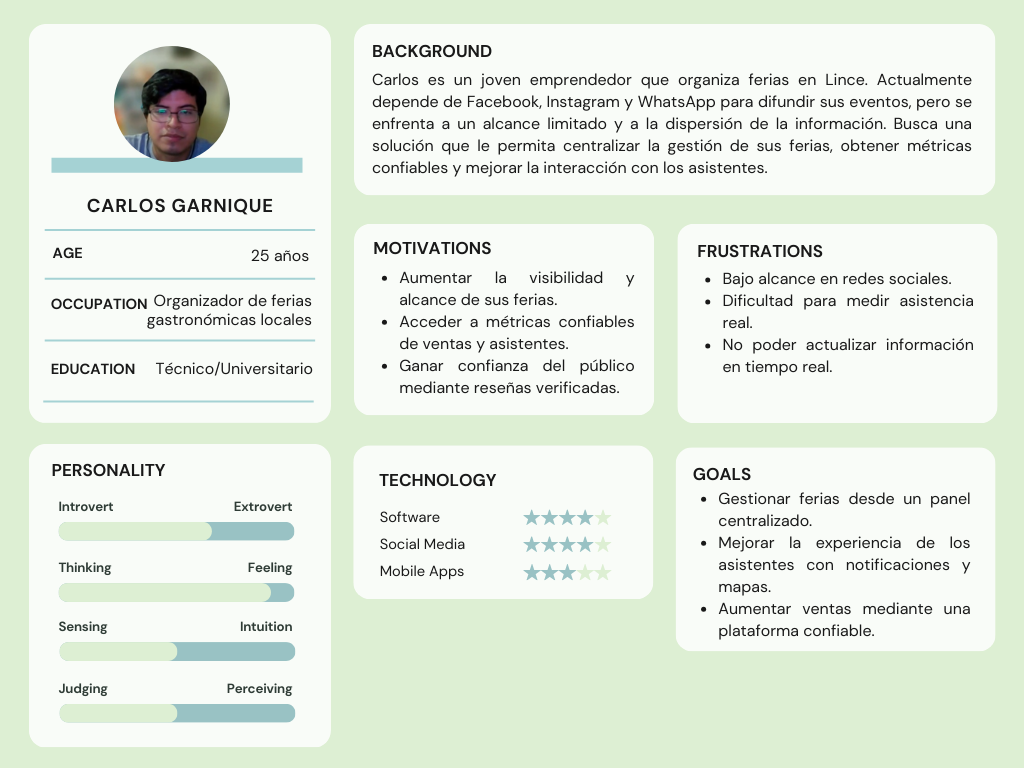 CARLOS GARNIQUE
AGE
25 años
OCCUPATION
Organizador de ferias
gastronómicas locales
EDUCATION
Técnico/Universitario
BACKGROUND
Carlos es un joven emprendedor que organiza ferias en Lince. Actualmente
depende de Facebook, Instagram y WhatsApp para difundir sus eventos, pero se
enfrenta a un alcance limitado y a la dispersión de la información. Busca una
solución que le permita centralizar la gestión de sus ferias, obtener métricas
confiables y mejorar la interacción con los asistentes.
MOTIVATIONS
• Aumentar la visibilidad y
alcance de sus ferias.
• Acceder a métricas confiables
de ventas y asistentes.
• Ganar confianza del público
mediante reseñas verificadas.
FRUSTRATIONS
• Bajo alcance en redes sociales.
• Dificultad para medir asistencia
real.
• No poder actualizar información
en tiempo real.
PERSONALITY
Introvert Extrovert
Thinking Feeling
Sensing Intuition
Judging Perceiving
TECHNOLOGY
Software
Social Media
Mobile Apps
GOALS
• Gestionar ferias desde un panel
centralizado.
• Mejorar la experiencia de los
asistentes con notificaciones y
mapas.
• Aumentar ventas mediante una
plataforma confiable.